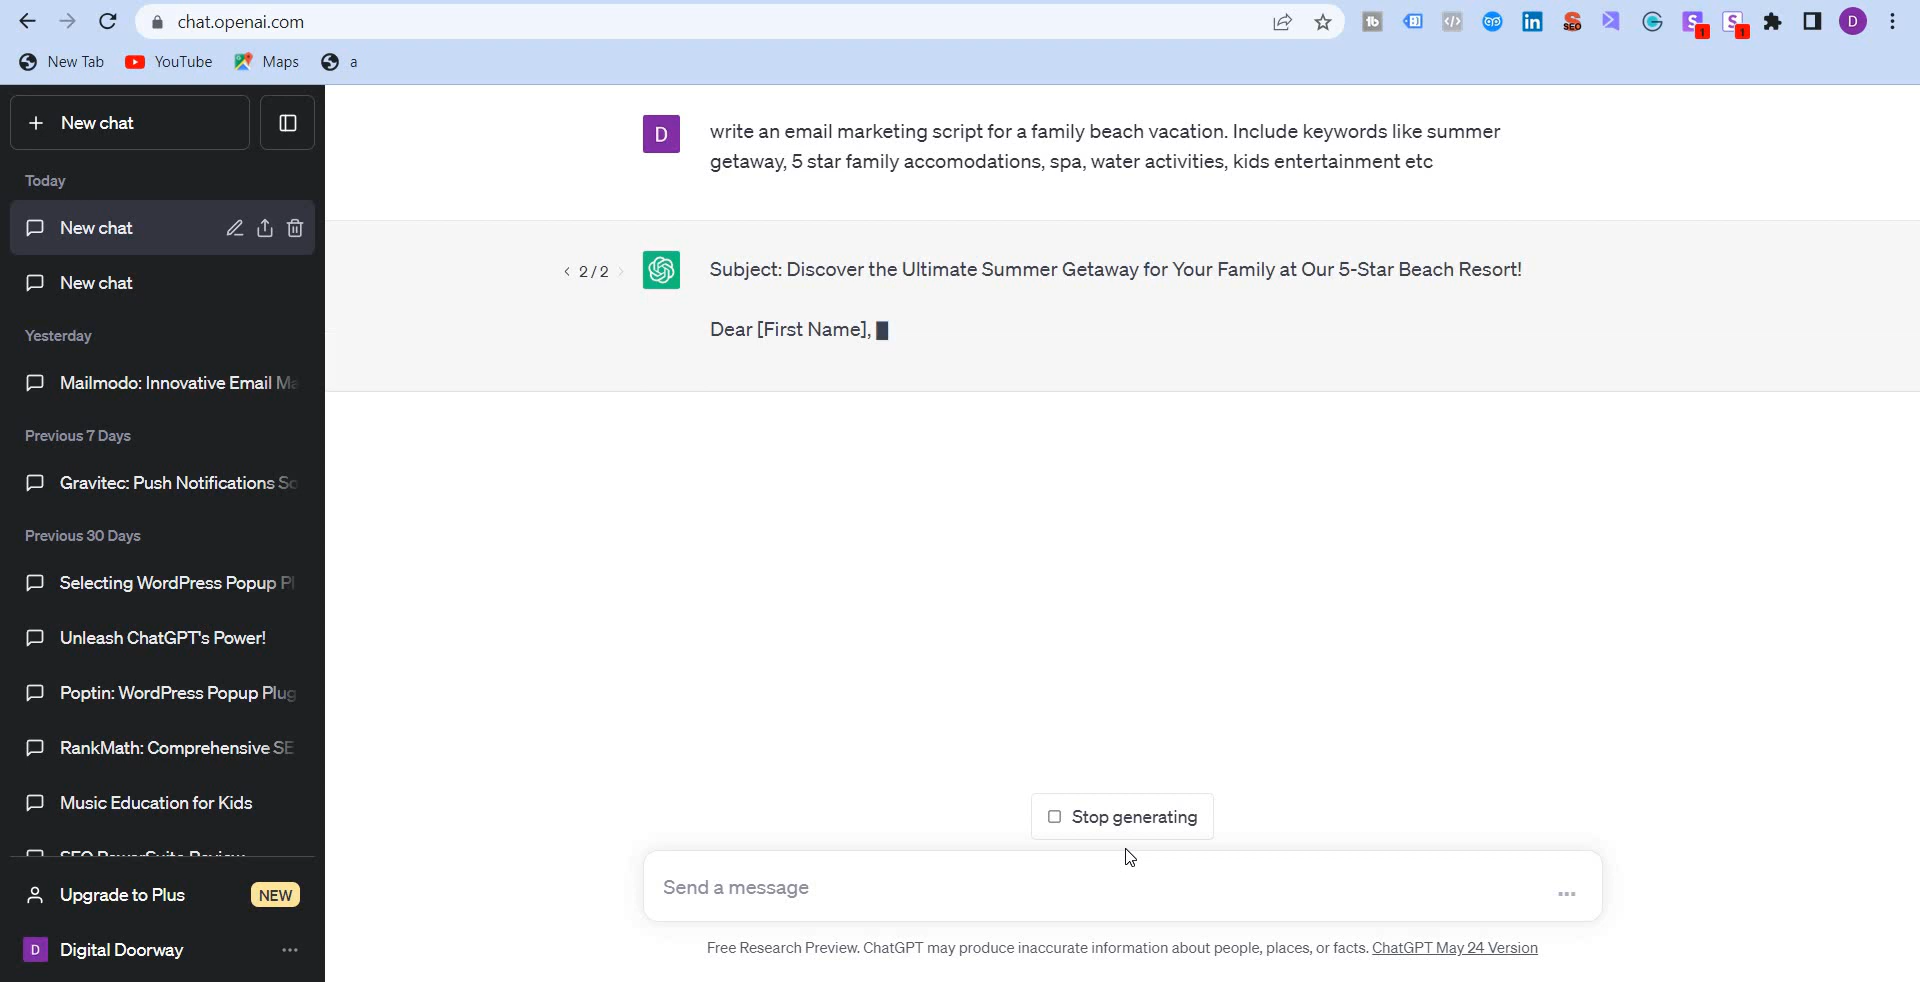 chat.openai.com
New Tab
YouTube
Maps
a
D
New chat
Today
New chat
New chat
Yesterday
Mailmodo: Innovative Email Ma
Previous 7 Days
Gravitec: Push Notifications So
Previous 30 Days
Selecting WordPress Popup Pl
Unleash ChatGPT's Power!
Poptin: WordPress Popup Plug
RankMath: Comprehensive SE
Music Education for Kids
Upgrade to Plus
NEW
D
Digital Doorway
D
write an email marketing script for a family beach vacation. Include keywords like summer
getaway, 5 star family accomodations, spa, water activities, kids entertainment etc
< 2 / 2 >
Subject: Discover the Ultimate Summer Getaway for Your Family at Our 5-Star Beach Resort!
Dear [First Name],
Stop generating
Send a message
Free Research Preview. ChatGPT may produce inaccurate information about people, places, or facts. ChatGPT May 24 Version